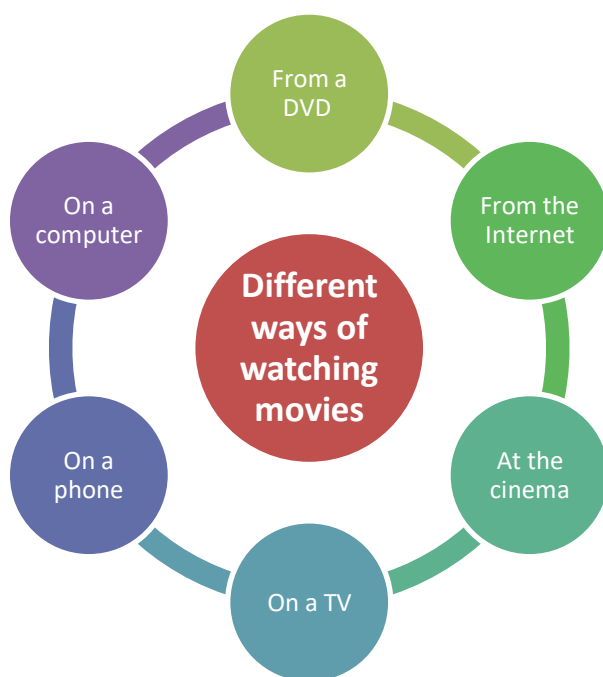 From a
DVD
From the
Internet
At the
cinema
On a TV
On a
phone
On a
computer
Different
ways of
watching
movies